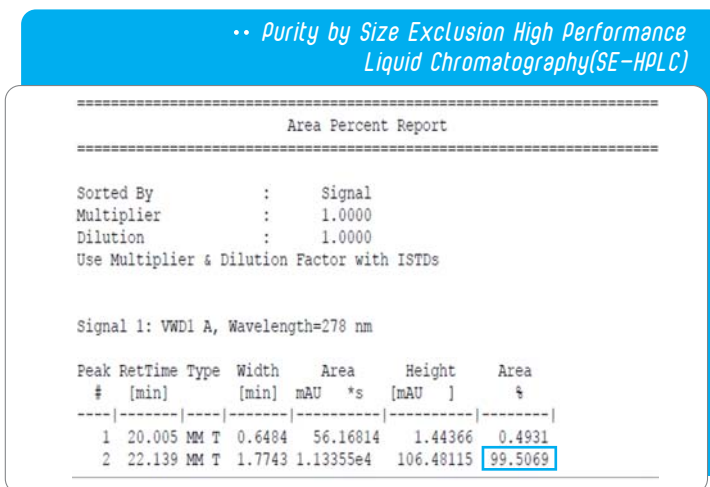 •• Purity by Size Exclusion High Performance
Liquid Chromatography(SE-HPLC)
=====================================================================
Area Percent Report
=====================================================================
Sorted By : Signal
Multiplier : 1.0000
Dilution : 1.0000
Use Multiplier & Dilution Factor with ISTDs
Signal 1: VWD1 A, Wavelength=278 nm
Peak RetTime Type Width Area Height Area
# [min] [min] mAU *s [mAU ] %
----|-------|----|-------|----------|----------|--------|
1 20.005 MM T 0.6484 56.16814 1.44366 0.4931
2 22.139 MM T 1.7743 1.13355e4 106.48115 99.5069